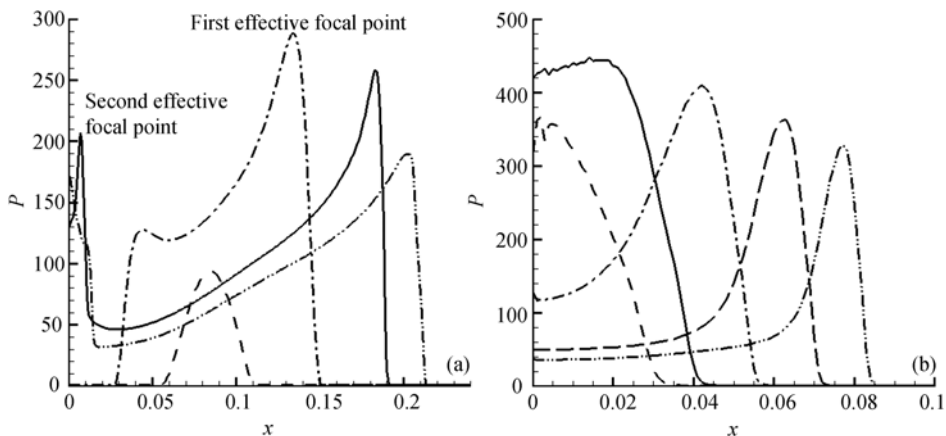 First effective focal point
Second effective
focal point
P
300
250
200
150
100
50
0
0
0.05
0.1
0.15
0.2
x
(a)
P
500
400
300
200
100
0
0
0.02
0.04
0.06
0.08
0.1
x
(b)